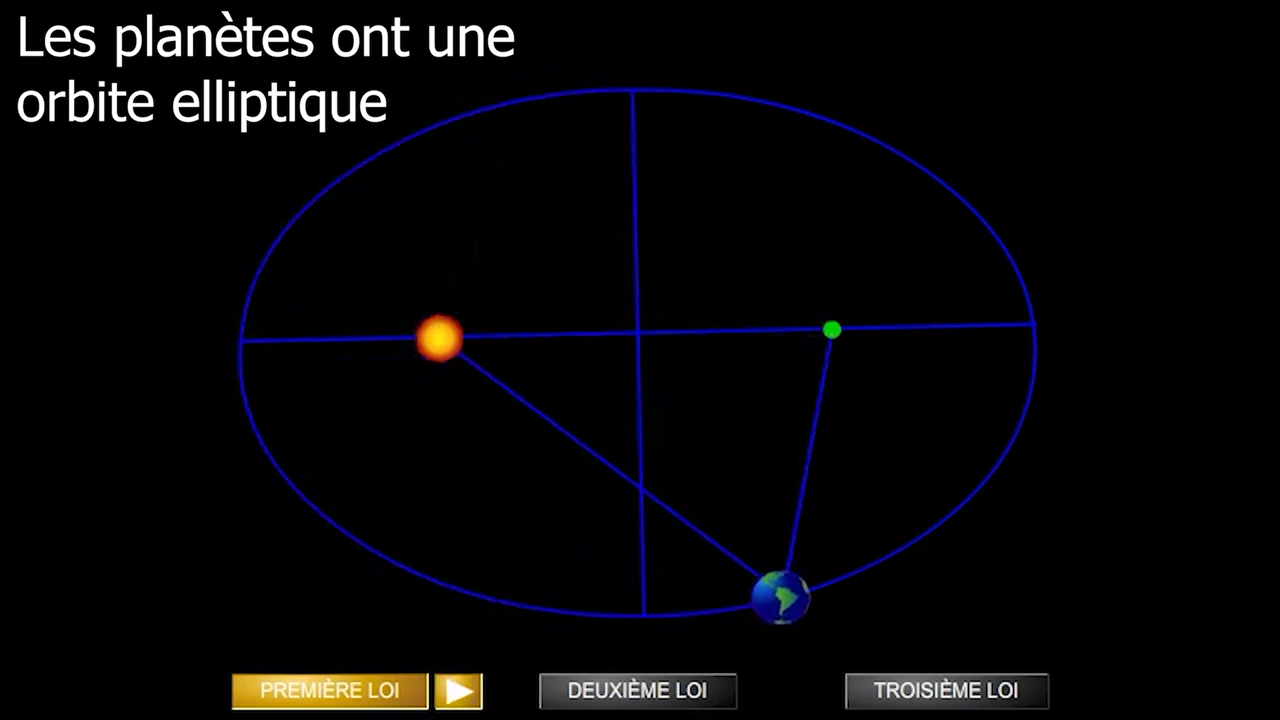 Les planètes ont une
orbite elliptique
PREMIÈRE LOI
DEUXIÈME LOI
TROISIÈME LOI